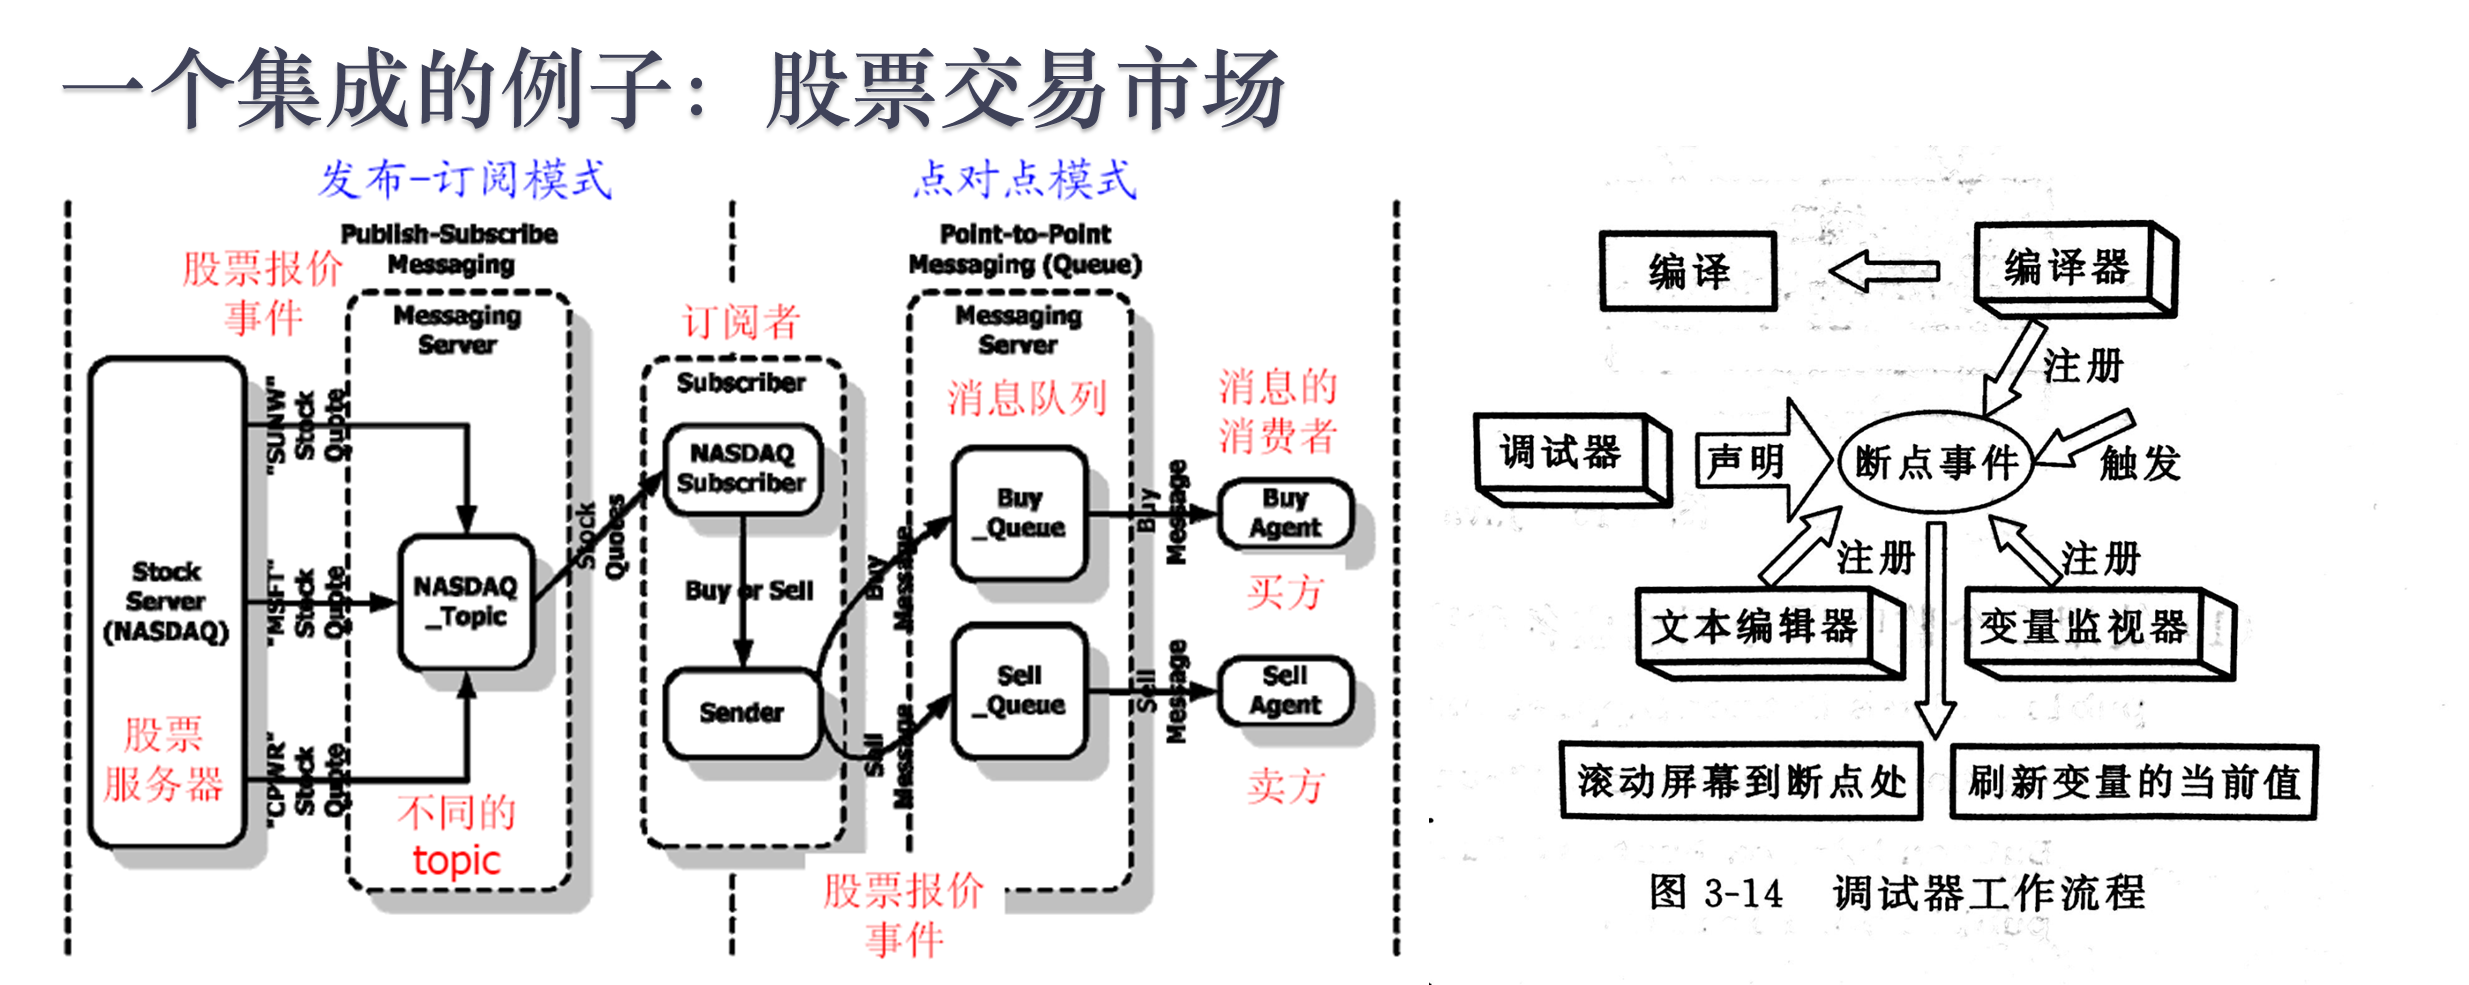 一个集成的例子：股票交易市场
发布-订阅模式
点对点模式
Publish-Subscribe
Messaging
Point-to-Point
Messaging (Queue)
股票报价
事件
Messaging
Server
订阅者
Subscriber
Messaging
Server
消息队列
消息的
消费者
"SUNW"
Stock
Quote
NASDAQ
Subscriber
Buy
_Queue
Buy
Message
Buy
Agent
买方
Stock
Server
(NASDAQ)
"MSFT"
Stock
Quote
NASDAQ
_Topic
Stock
Quotes
Buy or Sell
Buy
Message
Sender
Sell
Message
Sell
_Queue
Sell
Message
Sell
Agent
卖方
股票
服务器
"CPWR"
Stock
Quote
不同的
topic
股票报价
事件
编译
编译器
注册
调试器
声明
断点事件
触发
注册
注册
文本编辑器
变量监视器
滚动屏幕到断点处
刷新变量的当前值
图 3-14 调试器工作流程